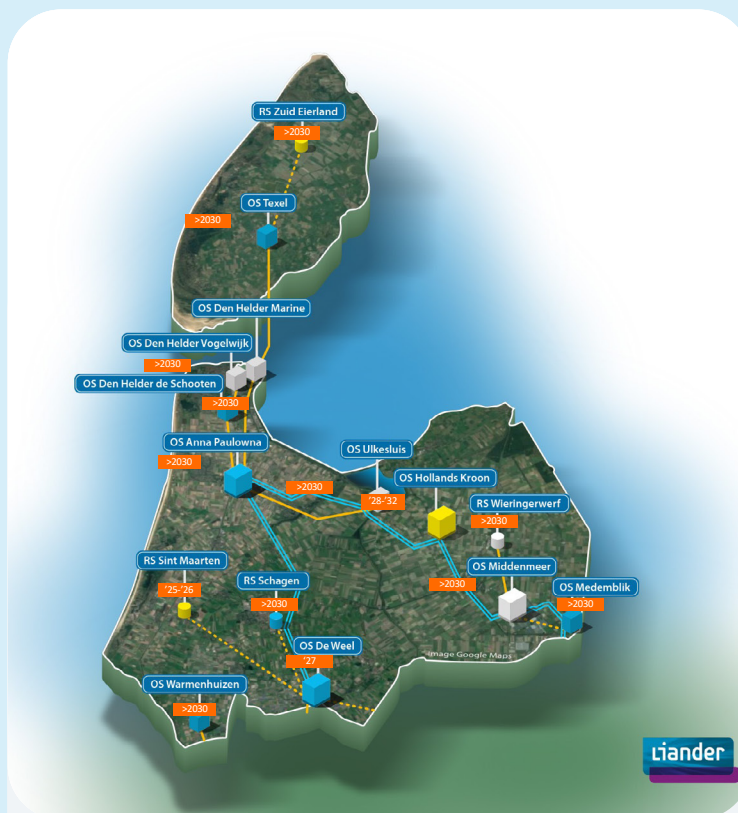 RS Zuid Eierland
>2030
OS Texel
>2030
OS Den Helder Marine
OS Den Helder Vogelwijk
>2030
OS Den Helder de Schooten
>2030
OS Anna Paulowna
>2030
OS Ulkesluis
>2030
'28-'32
OS Hollands Kroon
RS Wieringerwerf
>2030
RS Sint Maarten
'25-'26
RS Schagen
>2030
OS Middenmeer
>2030
OS Medemblik
>2030
OS De Weel
'27
image Google Maps
OS Warmenhuizen
>2030
Liander